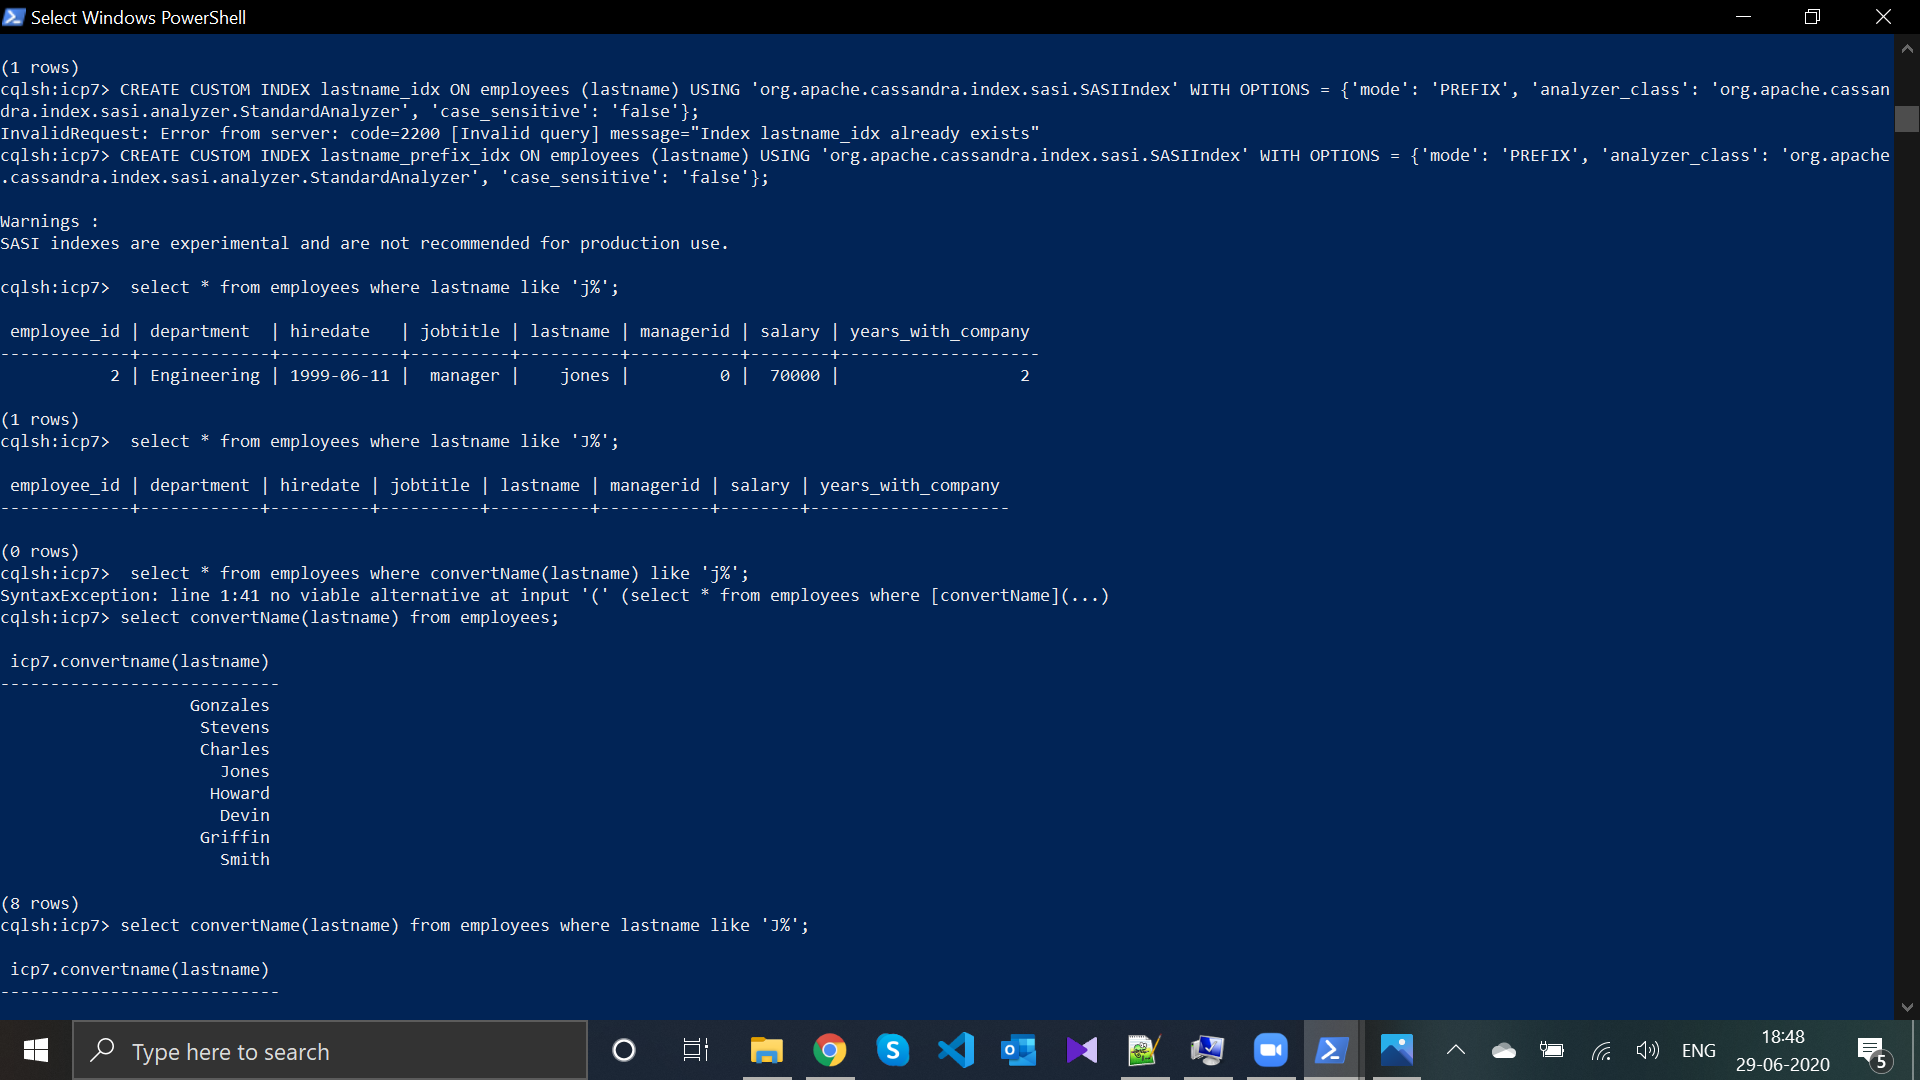 Select Windows PowerShell
(1 rows)
cqlsh:icp7> CREATE CUSTOM INDEX lastname_idx ON employees (lastname) USING 'org.apache.cassandra.index.sasi.SASIIndex' WITH OPTIONS = {'mode': 'PREFIX', 'analyzer_class': 'org.apache.cassan
dra.index.sasi.analyzer.StandardAnalyzer', 'case_sensitive': 'false'};
InvalidRequest: Error from server: code=2200 [Invalid query] message="Index lastname_idx already exists"
cqlsh:icp7> CREATE CUSTOM INDEX lastname_prefix_idx ON employees (lastname) USING 'org.apache.cassandra.index.sasi.SASIIndex' WITH OPTIONS = {'mode': 'PREFIX', 'analyzer_class': 'org.apache
.cassandra.index.sasi.analyzer.StandardAnalyzer', 'case_sensitive': 'false'};
Warnings :
SASI indexes are experimental and are not recommended for production use.
cqlsh:icp7>  select * from employees where lastname like 'j%';
 employee_id | department  | hiredate   | jobtitle | lastname | managerid | salary | years_with_company
-------------+-------------+------------+----------+----------+-----------+--------+--------------------
           2 | Engineering | 1999-06-11 |  manager |    jones |         0 |  70000 |                  2
(1 rows)
cqlsh:icp7>  select * from employees where lastname like 'J%';
 employee_id | department | hiredate | jobtitle | lastname | managerid | salary | years_with_company
-------------+------------+----------+----------+----------+-----------+--------+--------------------
(0 rows)
cqlsh:icp7>  select * from employees where convertName(lastname) like 'j%';
SyntaxException: line 1:41 no viable alternative at input '(' (select * from employees where [convertName](...)
cqlsh:icp7> select convertName(lastname) from employees;
 icp7.convertname(lastname)
----------------------------
                   Gonzales
                    Stevens
                    Charles
                      Jones
                     Howard
                      Devin
                    Griffin
                      Smith
(8 rows)
cqlsh:icp7> select convertName(lastname) from employees where lastname like 'J%';
 icp7.convertname(lastname)
----------------------------
Type here to search
ENG
18:48
29-06-2020
5